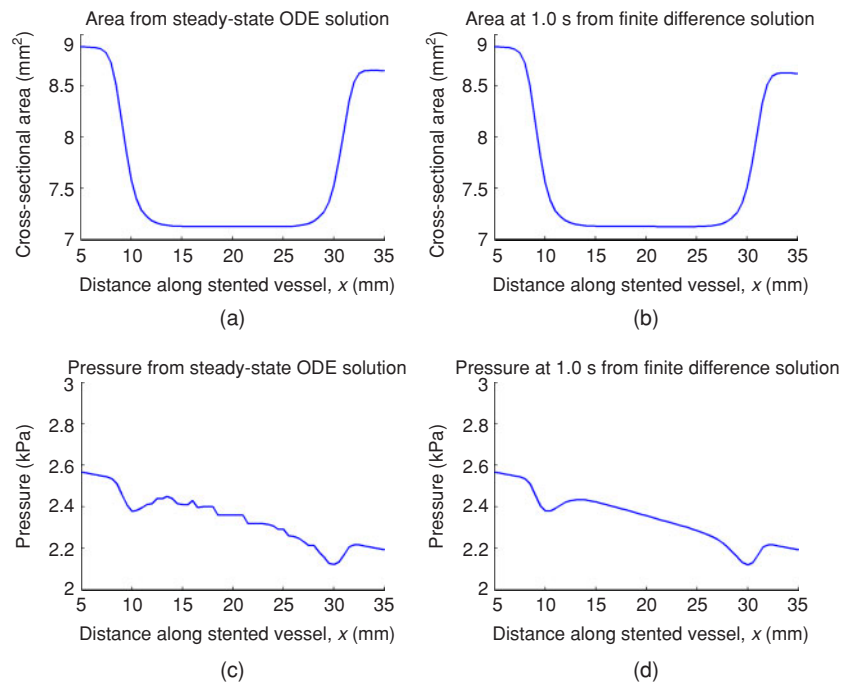 Area from steady-state ODE solution
9
8.5
8
7.5
7
Cross-sectional area (mm²)
5 10 15 20 25 30 35
Distance along stented vessel, x (mm)
(a)
Area at 1.0 s from finite difference solution
9
8.5
8
7.5
7
Cross-sectional area (mm²)
5 10 15 20 25 30 35
Distance along stented vessel, x (mm)
(b)
Pressure from steady-state ODE solution
3
2.8
2.6
2.4
2.2
2
Pressure (kPa)
5 10 15 20 25 30 35
Distance along stented vessel, x (mm)
(c)
Pressure at 1.0 s from finite difference solution
3
2.8
2.6
2.4
2.2
2
Pressure (kPa)
5 10 15 20 25 30 35
Distance along stented vessel, x (mm)
(d)